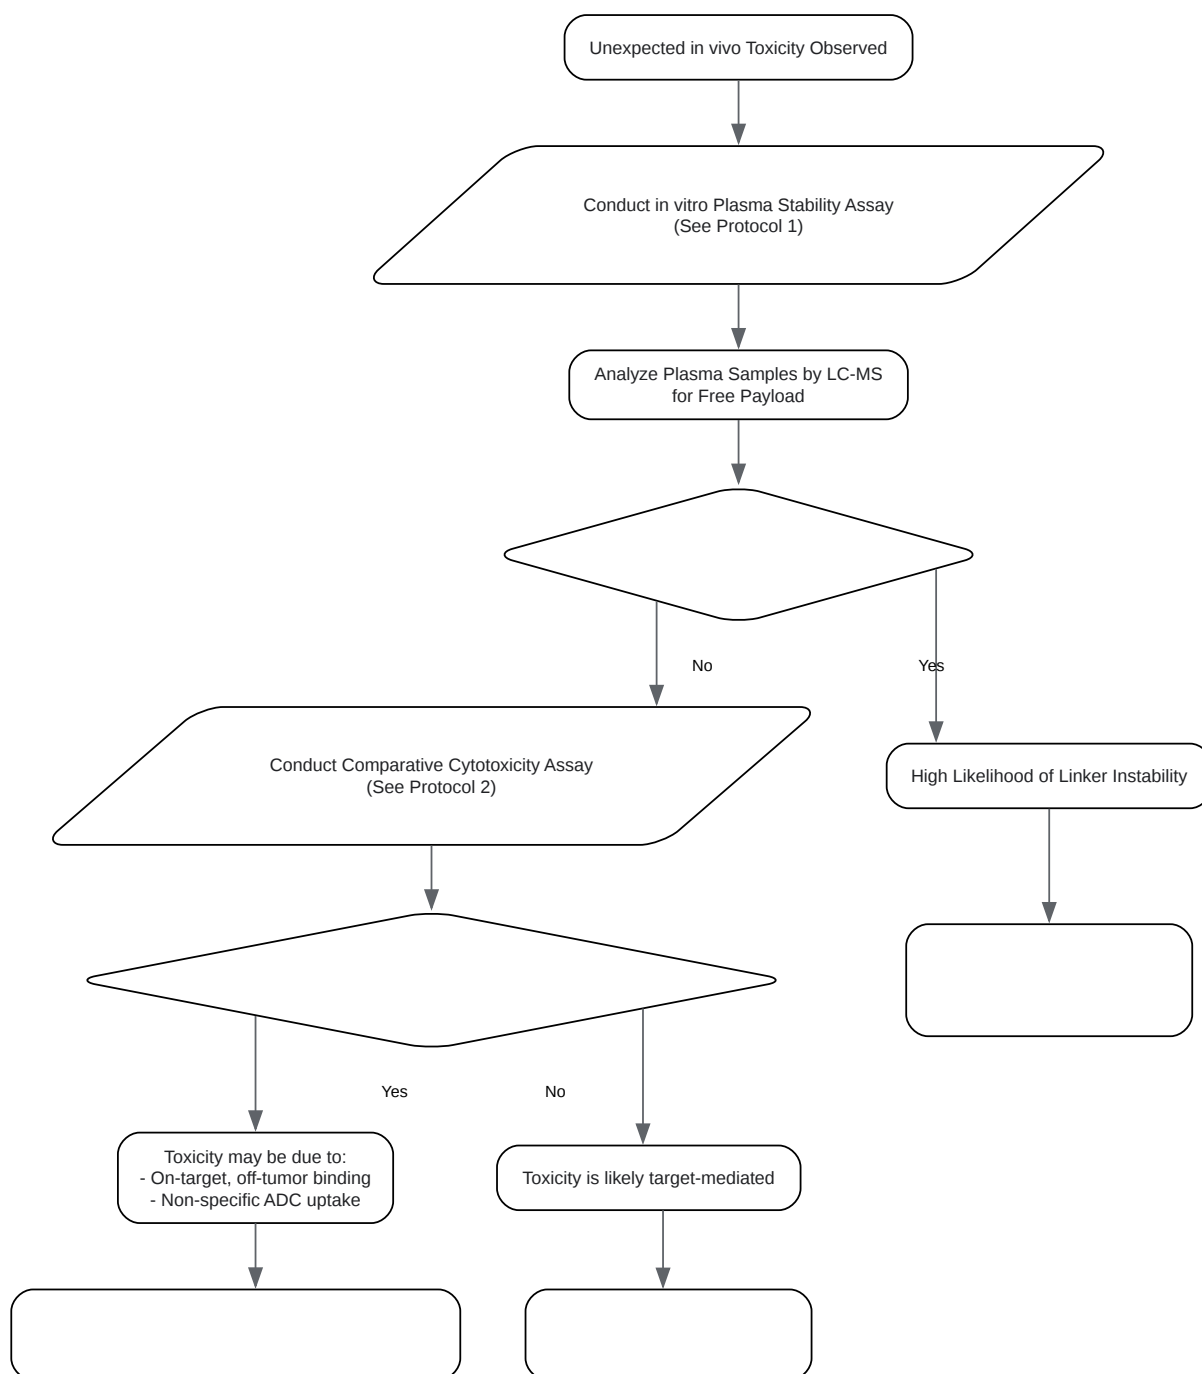 Unexpected in vivo Toxicity Observed
Conduct in vitro Plasma Stability Assay
(See Protocol 1)
Analyze Plasma Samples by LC-MS
for Free Payload
No
Yes
Conduct Comparative Cytotoxicity Assay
(See Protocol 2)
High Likelihood of Linker Instability
Yes
No
Toxicity may be due to:
- On-target, off-tumor binding
- Non-specific ADC uptake
Toxicity is likely target-mediated